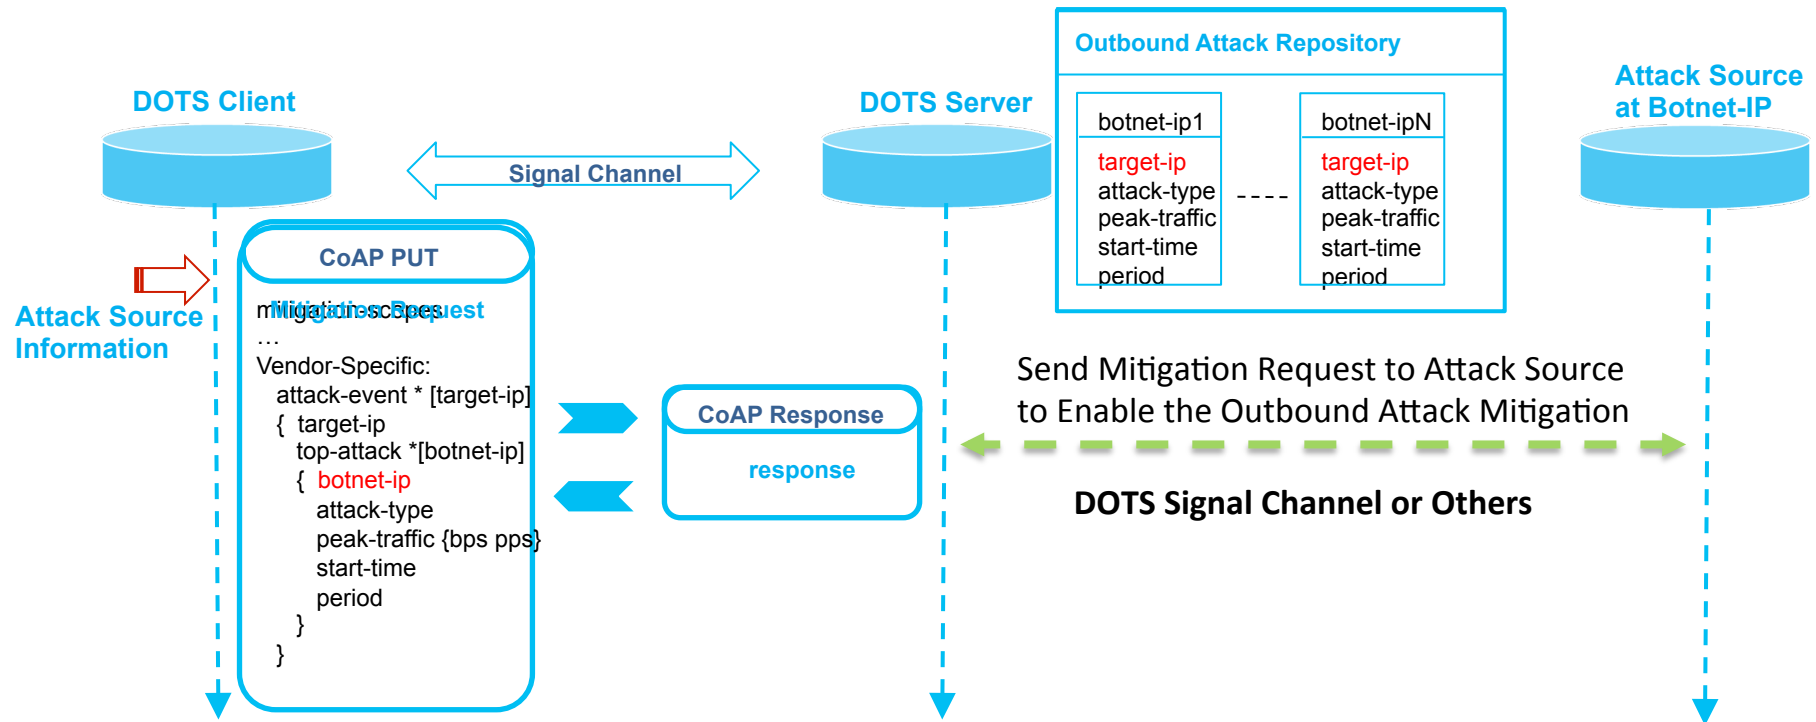 Outbound Attack Repository
Attack Source
at Botnet-IP
DOTS Client
DOTS Server
botnet-ip1
target-ip
attack-type
peak-traffic
start-time
period
----
botnet-ipN
target-ip
attack-type
peak-traffic
start-time
period
Signal Channel
Attack Source
Information
CoAP PUT
Mitigation Request
mitigation-scopes
…
Vendor-Specific:
attack-event * [target-ip]
{ target-ip
top-attack *[botnet-ip]
{ botnet-ip
attack-type
peak-traffic {bps pps}
start-time
period
}
}
CoAP Response
response
Send Mitigation Request to Attack Source
to Enable the Outbound Attack Mitigation
DOTS Signal Channel or Others